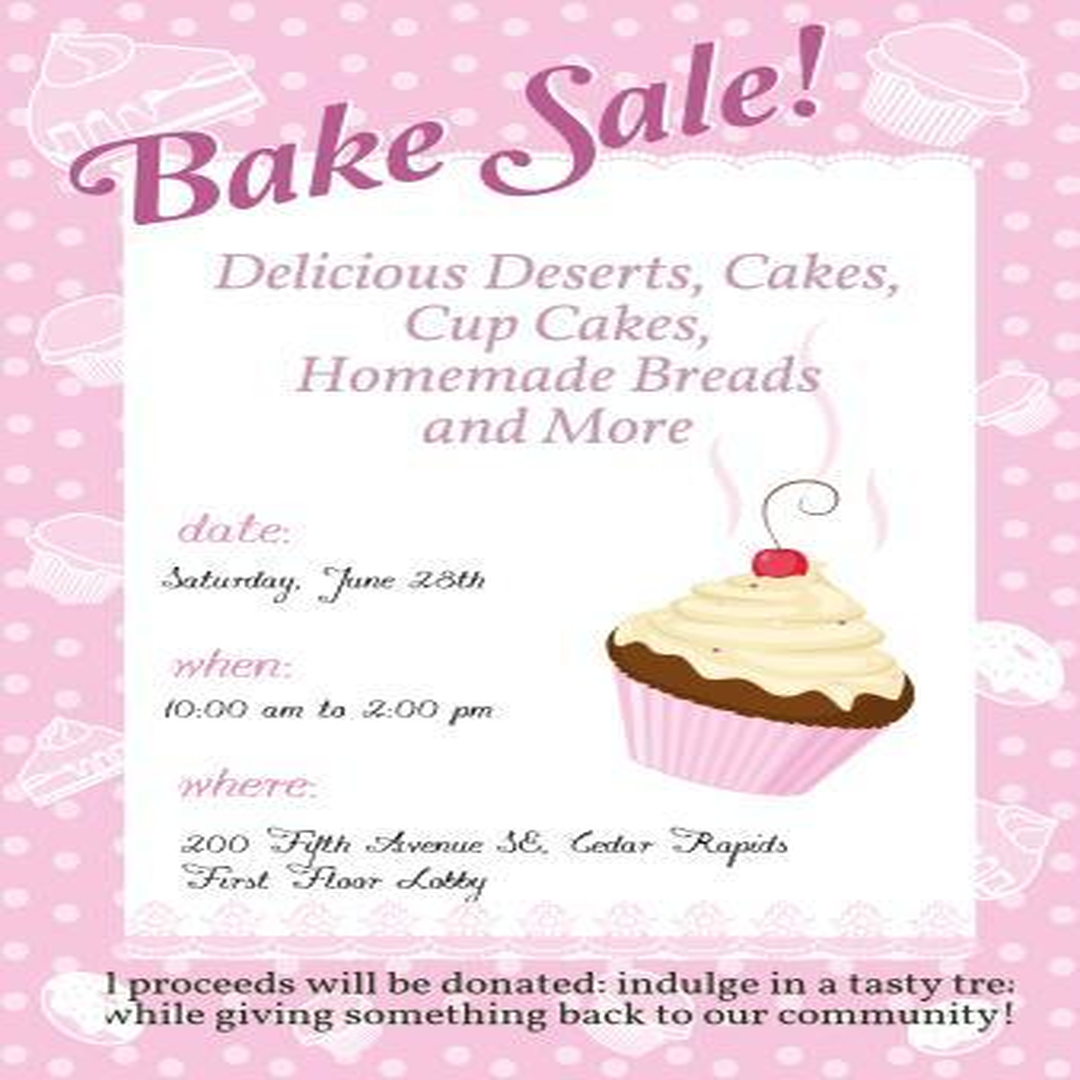 Bake Sale!
Delicious Deserts, Cakes,
Cup Cakes,
Homemade Breads
and More
date:
Saturday, June 28th
when:
10:00 am to 2:00 pm
where:
200 Fifth Avenue SE, Cedar Rapids
First Floor Lobby
l proceeds will be donated: indulge in a tasty tre
while giving something back to our community!